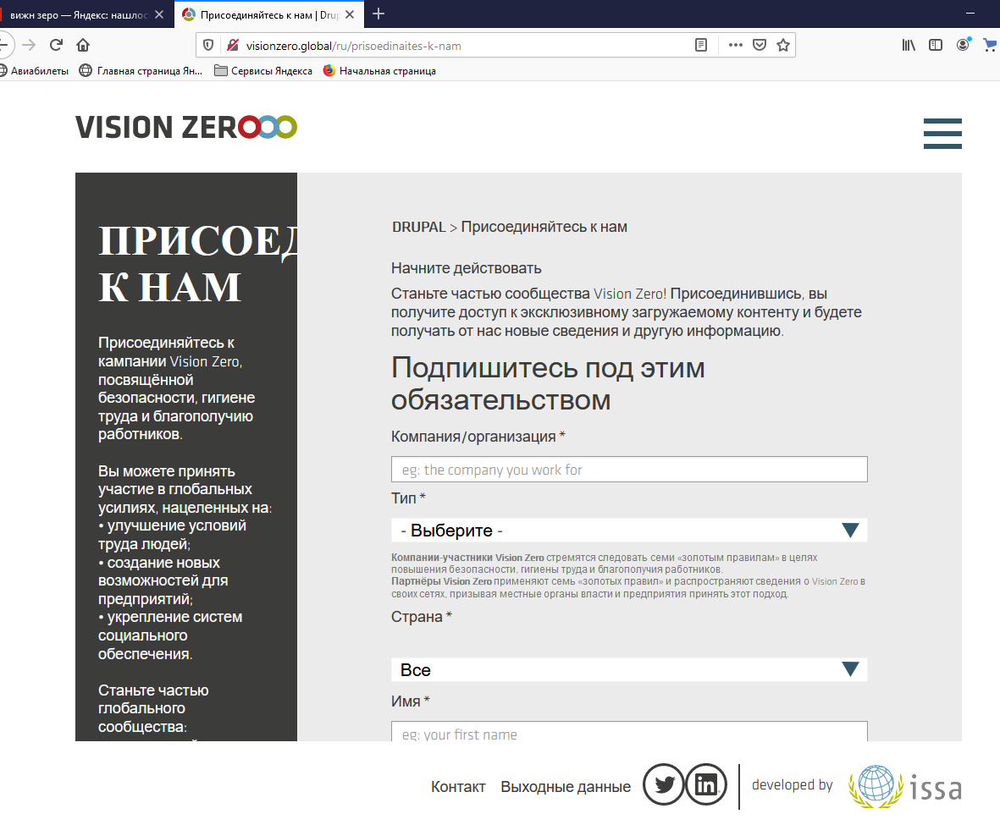 вижн зеро — Яндекс: нашлос
Присоединяйтесь к нам | Drup
visionzero.global/ru/prisoedinaites-k-nam
Авиабилеты
Главная страница Ян...
Сервисы Яндекса
Начальная страница
VISION ZEROOO
ПРИСОЕД
К НАМ
Присоединяйтесь к
кампании Vision Zero,
посвящённой
безопасности, гигиене
труда и благополучию
работников.
Вы можете принять
участие в глобальных
усилиях, нацеленных на:
• улучшение условий
труда людей;
• создание новых
возможностей для
предприятий;
• укрепление систем
социального
обеспечения.
Станьте частью
глобального
сообщества:
DRUPAL > Присоединяйтесь к нам
Начните действовать
Станьте частью сообщества Vision Zero! Присоединившись, вы
получите доступ к эксклюзивному загружаемому контенту и будете
получать от нас новые сведения и другую информацию.
Подпишитесь под этим
обязательством
Компания/организация *
eg: the company you work for
Тип *
- Выберите -
Компании-участники Vision Zero стремятся следовать семи «золотым правилам» в целях
повышения безопасности, гигиены труда и благополучия работников.
Партнёры Vision Zero применяют семь «золотых правил» и распространяют сведения о Vision Zero в
своих сетях, призывая местные органы власти и предприятия принять этот подход.
Страна *
Все
Имя *
eg: your first name
Контакт
Выходные данные
in
developed by
issa